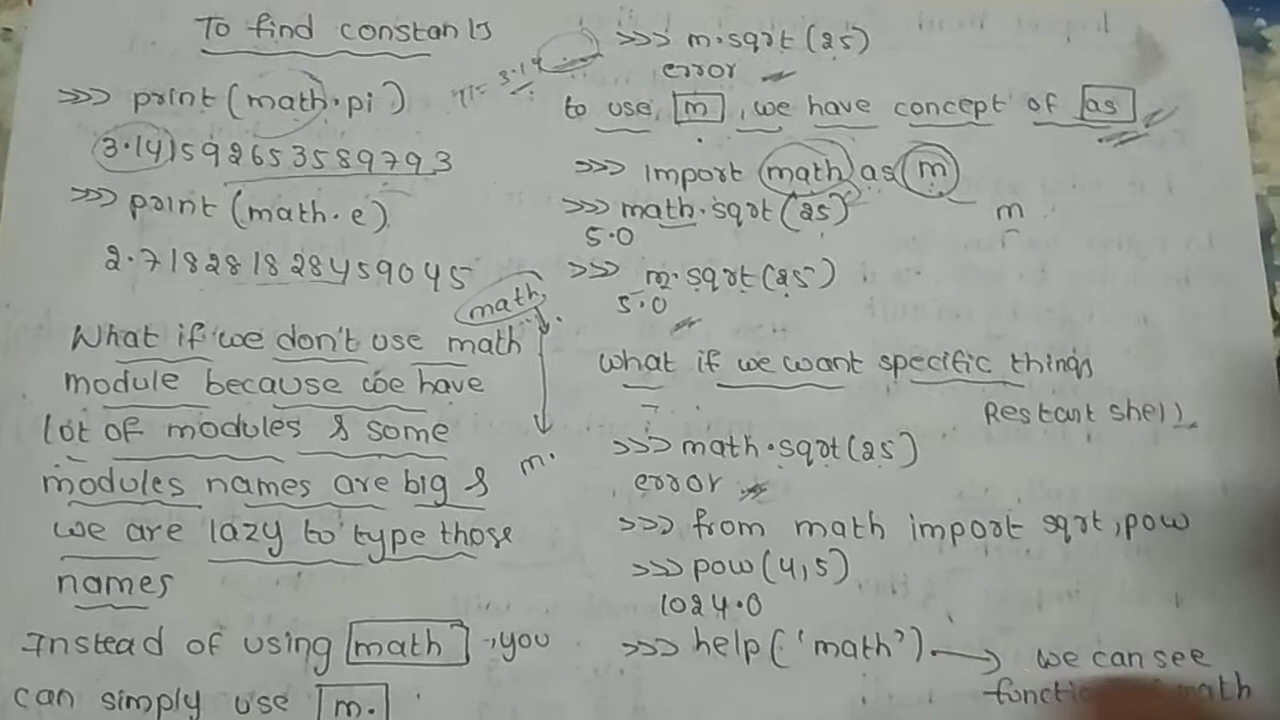 To find constants
>>> print(math.pi)
π = 3.14
3.141592653589793
>>> print(math.e)
2.718281828459045
math
What if we don't use math
module because we have
lot of modules & some
modules names are big &
m.
we are lazy to type those
names
Instead of using math, you
can simply use m.
>>> m.sqrt(25)
error
to use, m, we have concept of as
>>> import math as m
>>> math.sqrt(25)
m
5.0
>>> m.sqrt(25)
5.0
what if we want specific things
Restart shell
>>> math.sqrt(25)
error
>>> from math import sqrt, pow
>>> pow(4,5)
1024.0
>>> help('math') → we can see
math